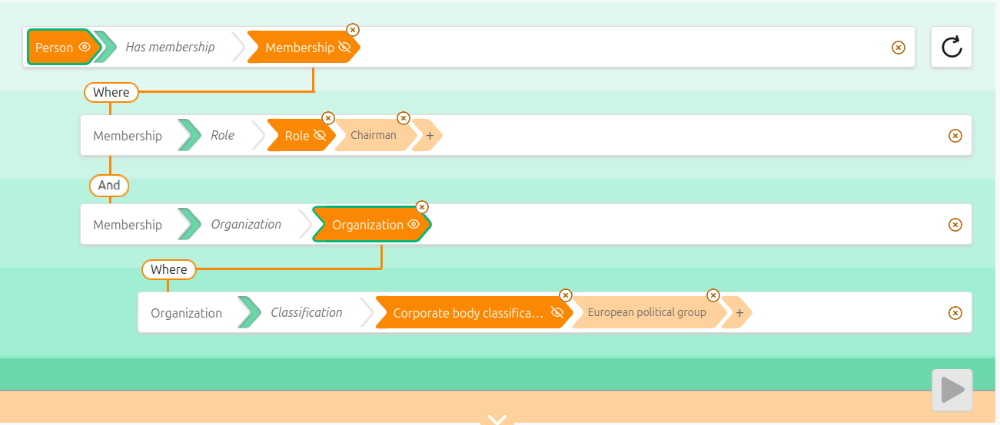 Person Has membership Membership
Where
Membership Role Role Chairman +
And
Membership Organization Organization
Where
Organization Classification Corporate body classifica... European political group +